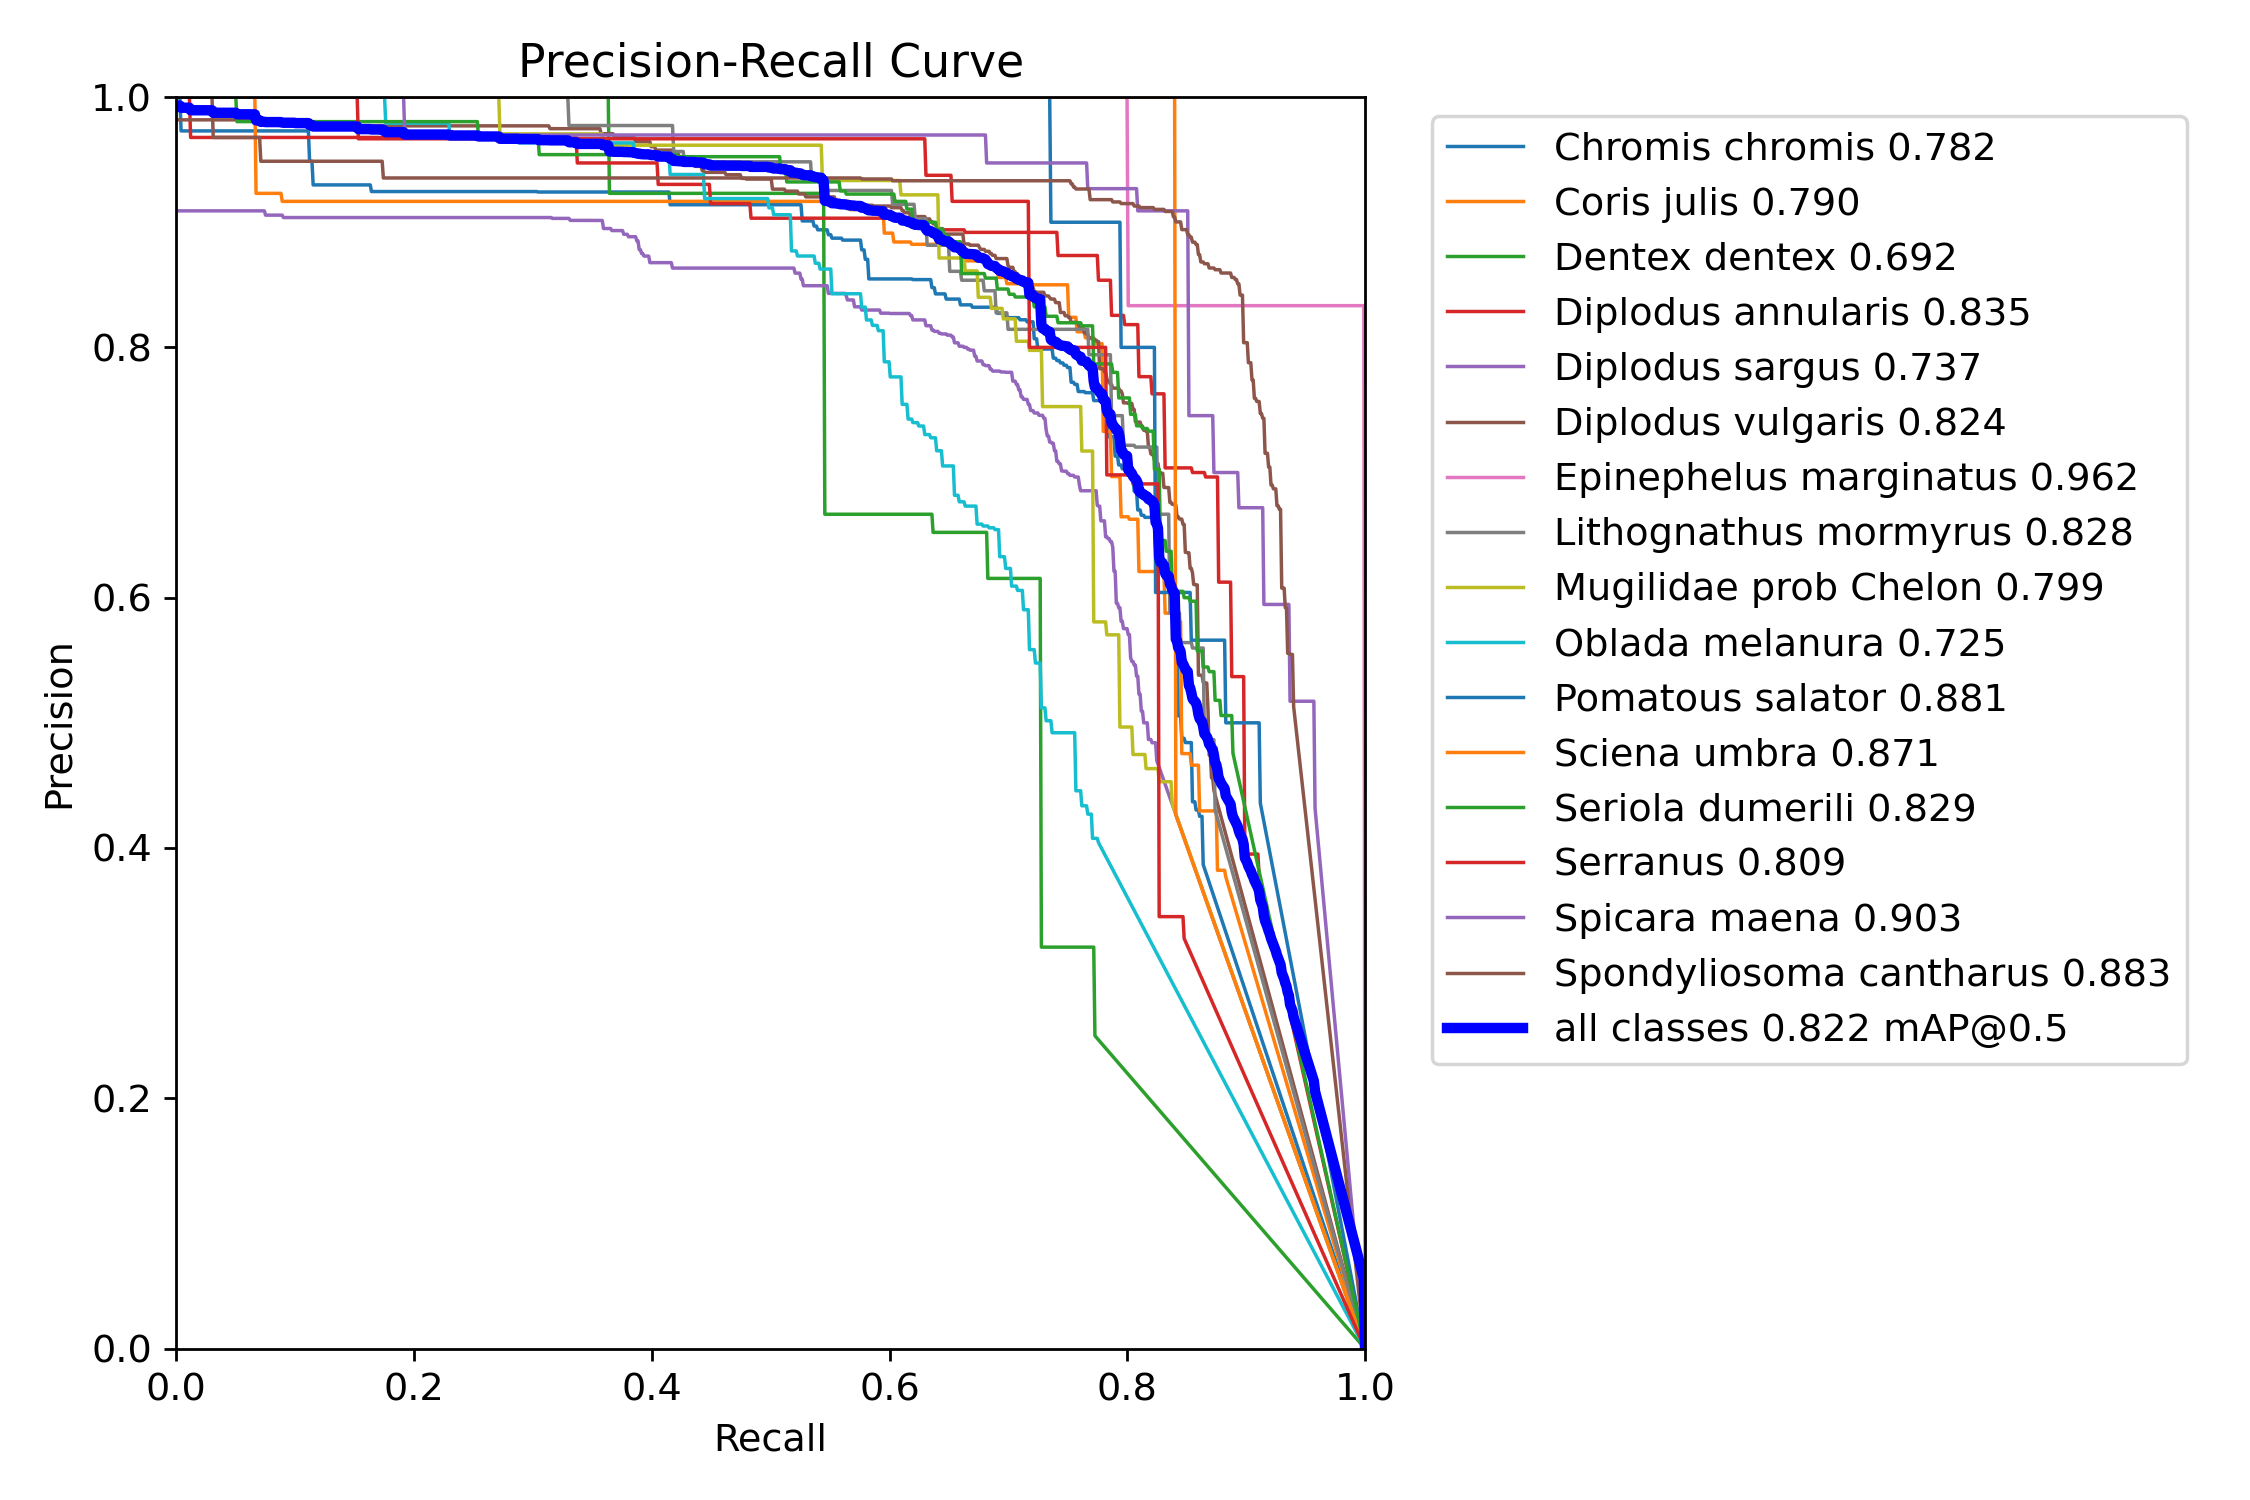 Precision-Recall Curve
1.0
0.8
0.6
0.4
0.2
0.0
Precision
0.0 0.2 0.4 0.6 0.8 1.0
Recall
Chromis chromis 0.782
Coris julis 0.790
Dentex dentex 0.692
Diplodus annularis 0.835
Diplodus sargus 0.737
Diplodus vulgaris 0.824
Epinephelus marginatus 0.962
Lithognathus mormyrus 0.828
Mugilidae prob Chelon 0.799
Oblada melanura 0.725
Pomatous salator 0.881
Sciena umbra 0.871
Seriola dumerili 0.829
Serranus 0.809
Spicara maena 0.903
Spondyliosoma cantharus 0.883
all classes 0.822 mAP@0.5